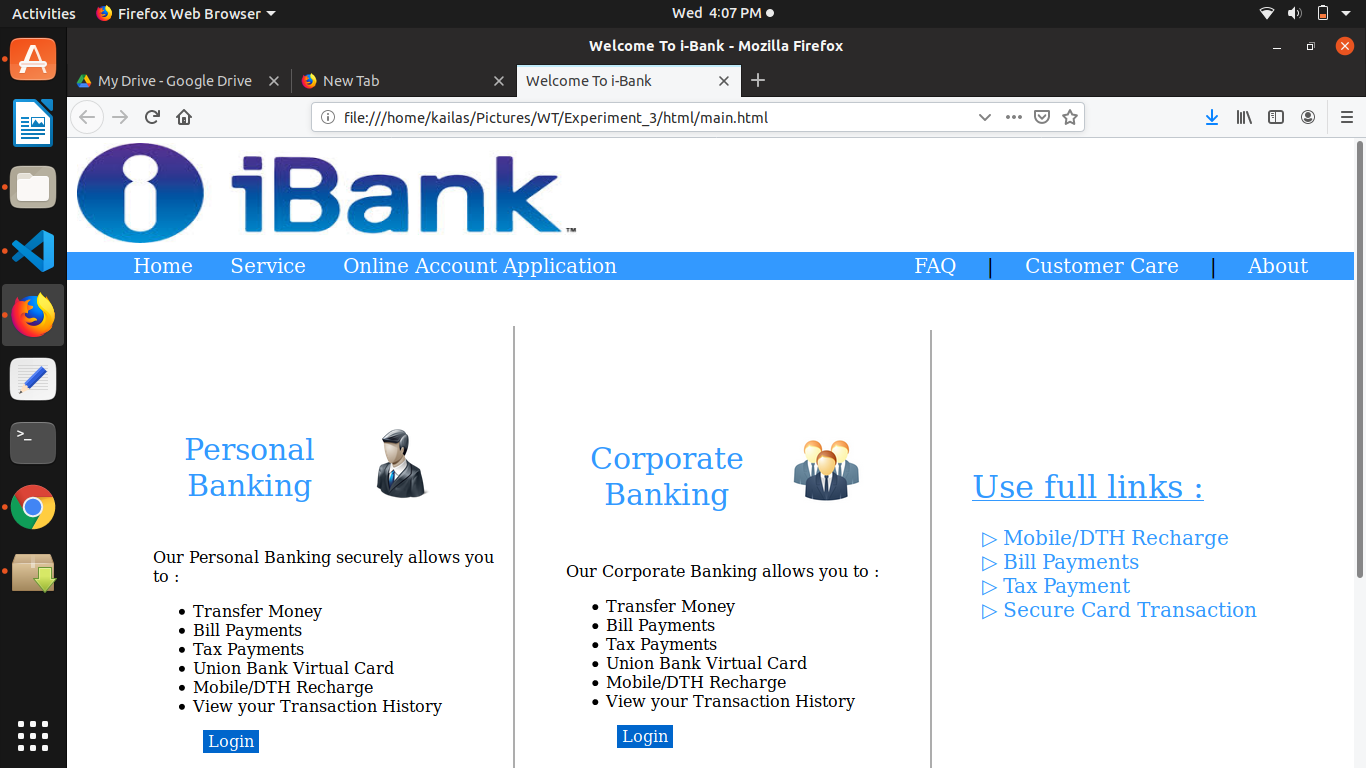 Activities Firefox Web Browser Wed 4:07 PM
Welcome To i-Bank - Mozilla Firefox
My Drive - Google Drive New Tab Welcome To i-Bank
file:///home/kailas/Pictures/WT/Experiment_3/html/main.html
i iBank™
Home Service Online Account Application FAQ | Customer Care | About
Personal
Banking
Our Personal Banking securely allows you
to :
• Transfer Money
• Bill Payments
• Tax Payments
• Union Bank Virtual Card
• Mobile/DTH Recharge
• View your Transaction History
Login
Corporate
Banking
Our Corporate Banking allows you to :
• Transfer Money
• Bill Payments
• Tax Payments
• Union Bank Virtual Card
• Mobile/DTH Recharge
• View your Transaction History
Login
Use full links :
▷ Mobile/DTH Recharge
▷ Bill Payments
▷ Tax Payment
▷ Secure Card Transaction